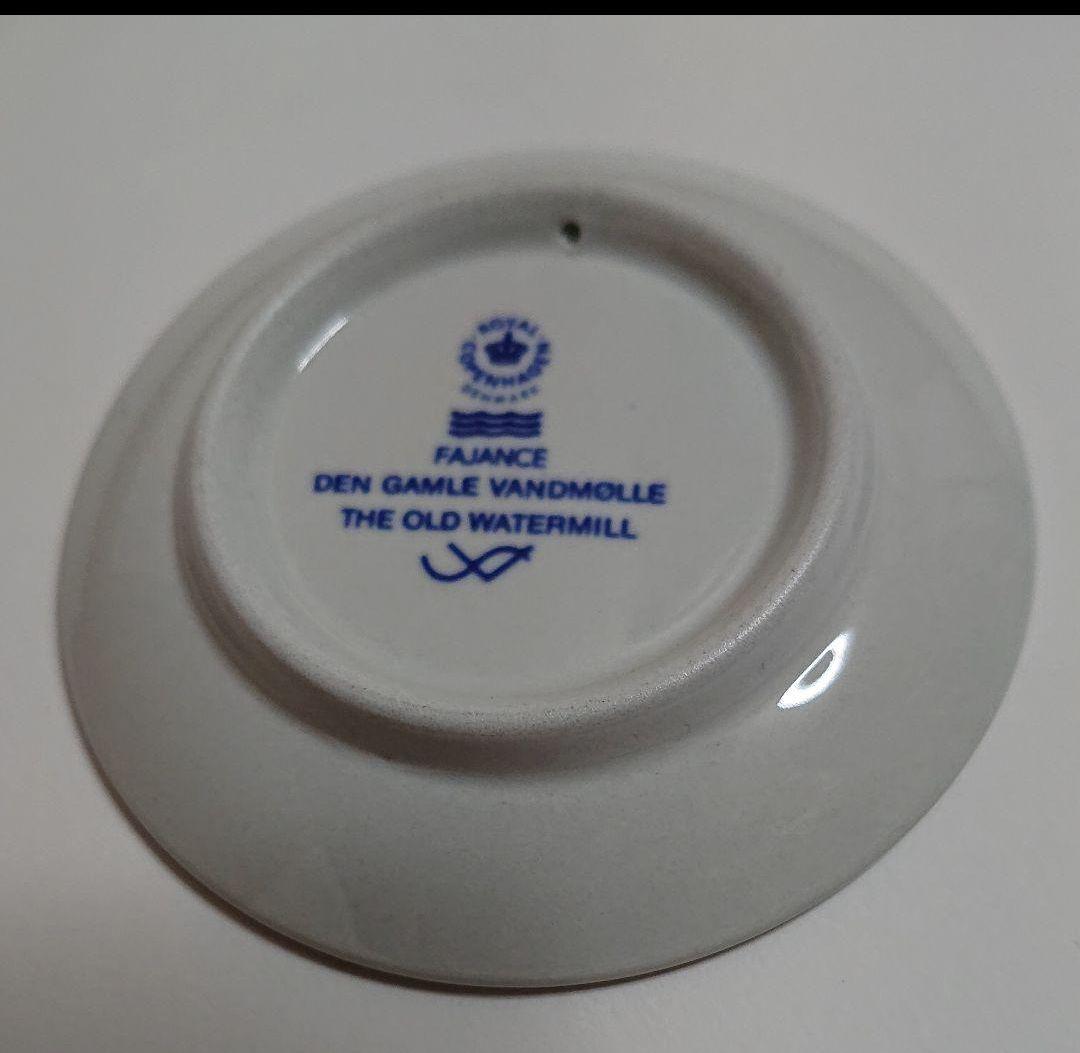 ROYAL
COPENHAGEN
DENMARK
FAJANCE
DEN GAMLE VANDMØLLE
THE OLD WATERMILL